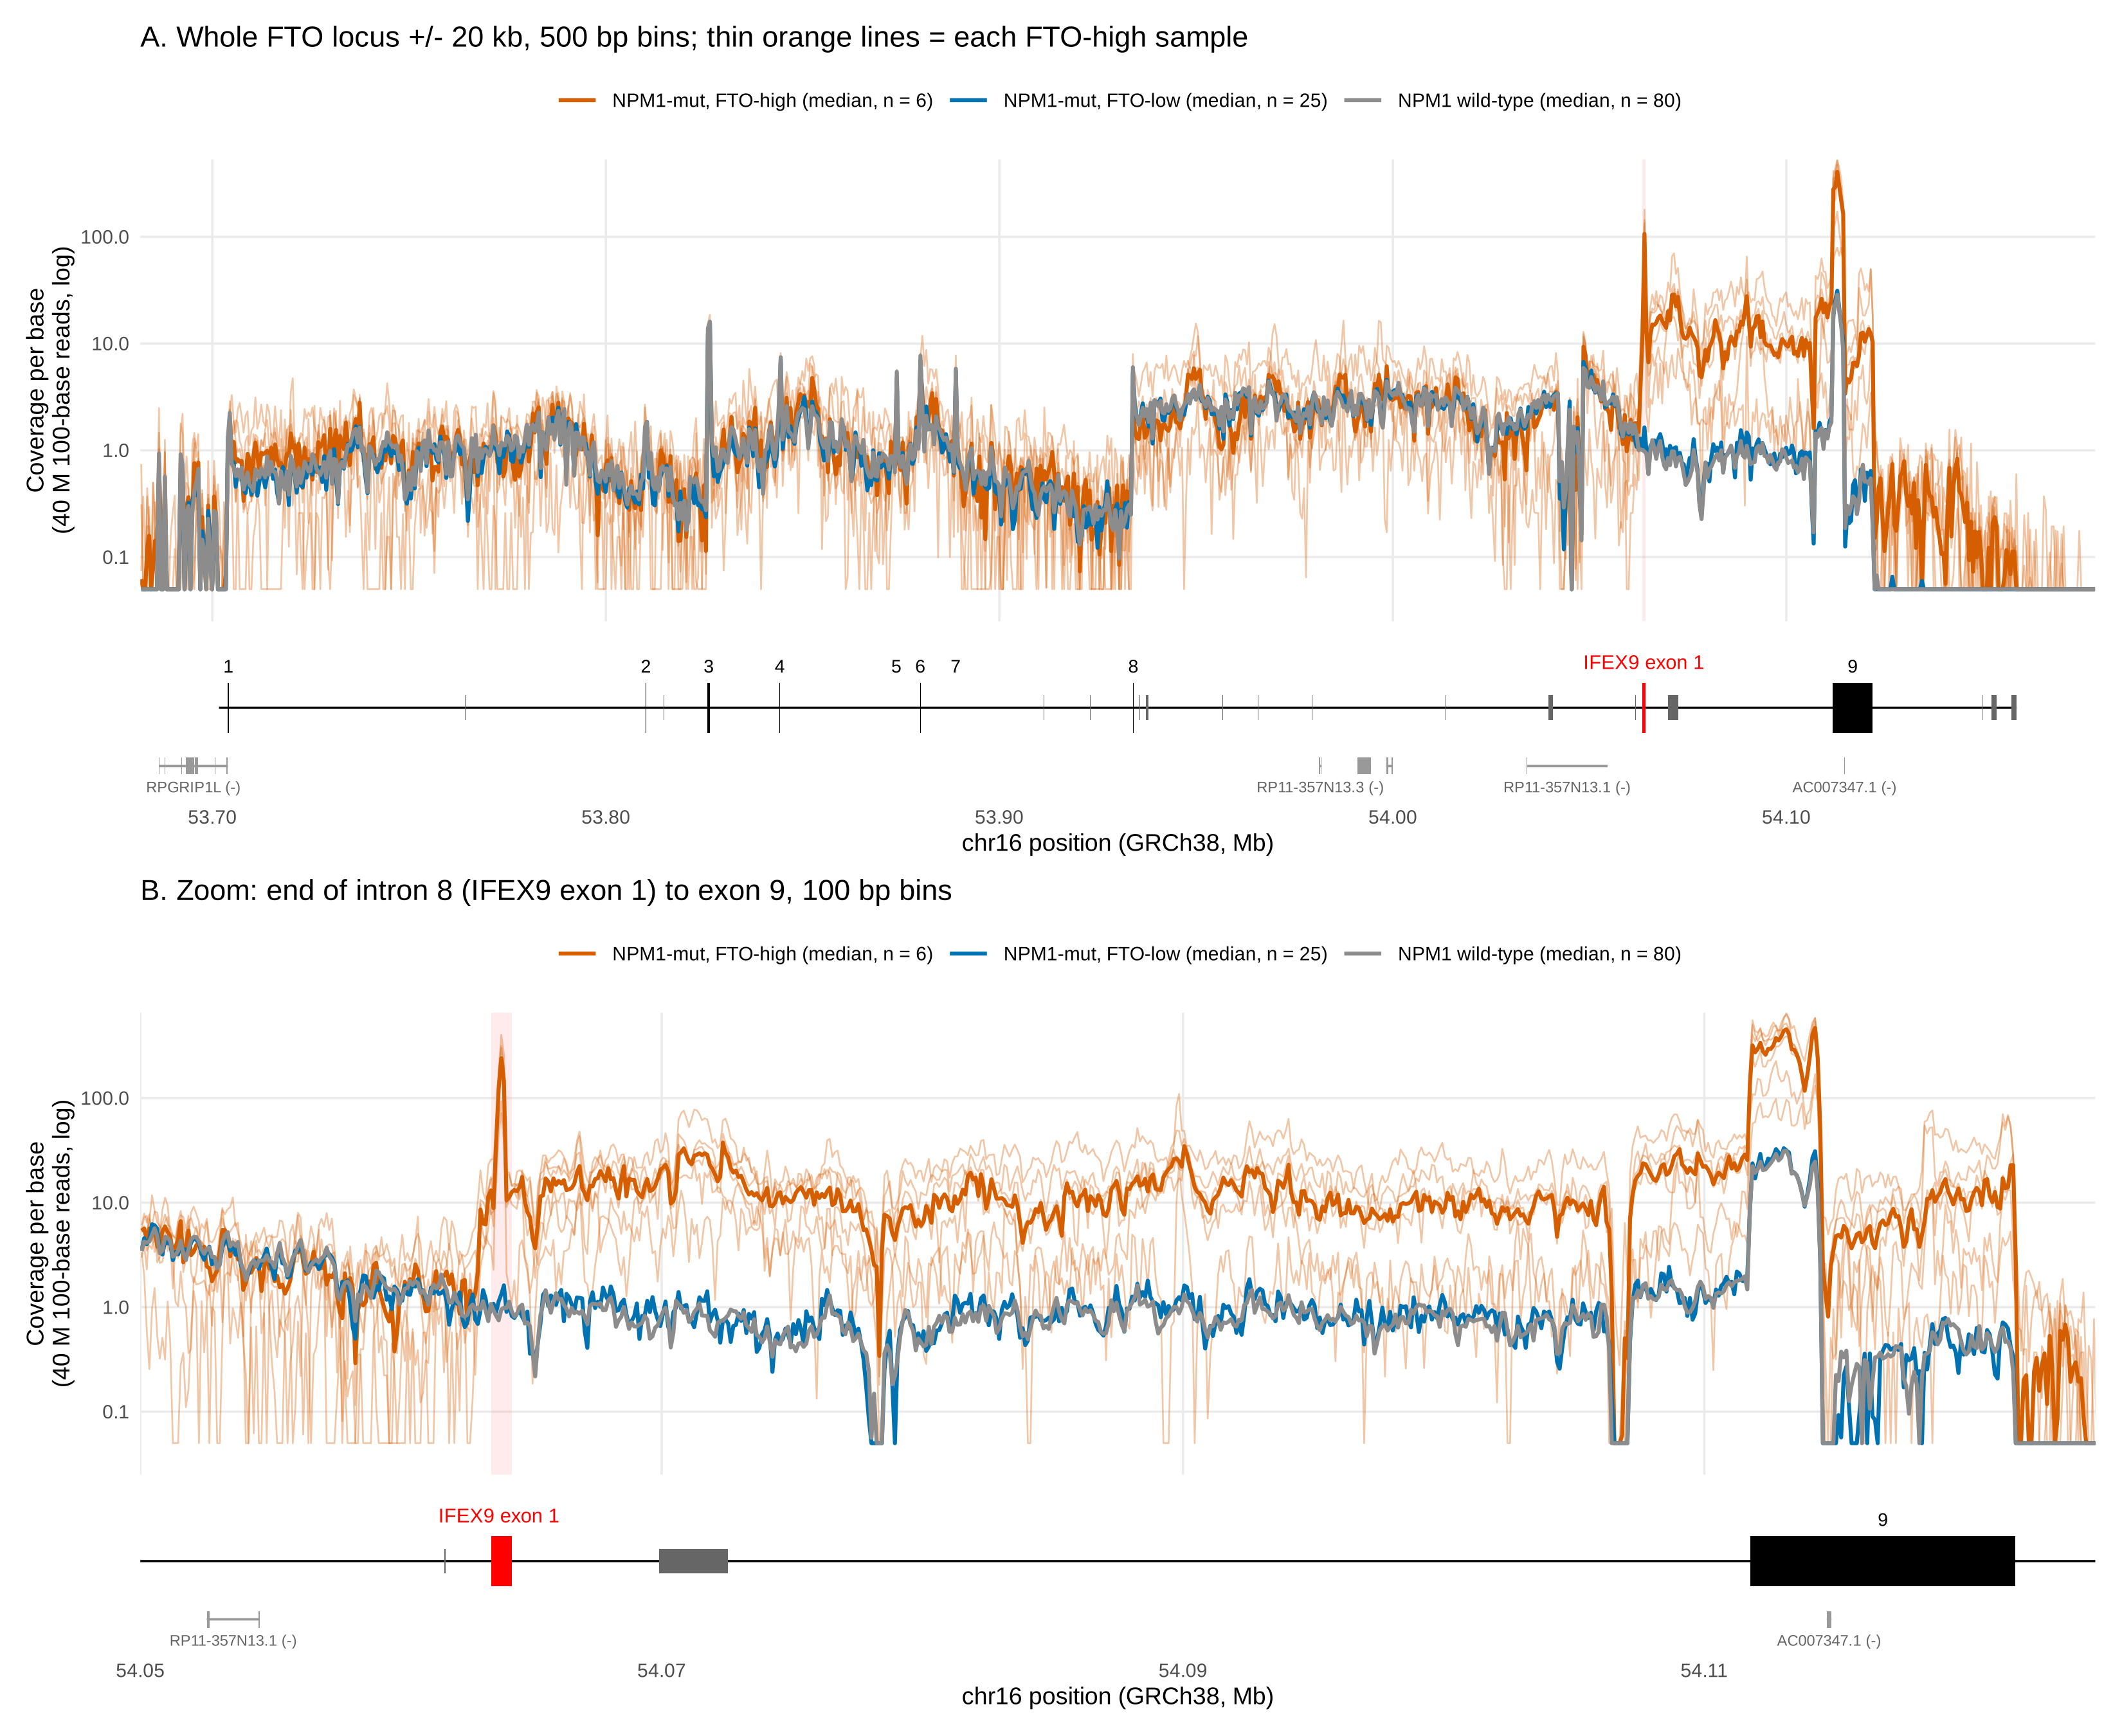 A. Whole FTO locus +/- 20 kb, 500 bp bins; thin orange lines = each FTO-high sample
NPM1-mut, FTO-high (median, n = 6)
NPM1-mut, FTO-low (median, n = 25)
NPM1 wild-type (median, n = 80)
Coverage per base
(40 M 100-base reads, log)
100.0
10.0
1.0
0.1
1
2
3
4
5
6
7
8
IFEX9 exon 1
9
RPGRIP1L (-)
RP11-357N13.3 (-)
RP11-357N13.1 (-)
AC007347.1 (-)
53.70
53.80
53.90
54.00
54.10
chr16 position (GRCh38, Mb)
B. Zoom: end of intron 8 (IFEX9 exon 1) to exon 9, 100 bp bins
NPM1-mut, FTO-high (median, n = 6)
NPM1-mut, FTO-low (median, n = 25)
NPM1 wild-type (median, n = 80)
Coverage per base
(40 M 100-base reads, log)
100.0
10.0
1.0
0.1
IFEX9 exon 1
9
RP11-357N13.1 (-)
AC007347.1 (-)
54.05
54.07
54.09
54.11
chr16 position (GRCh38, Mb)